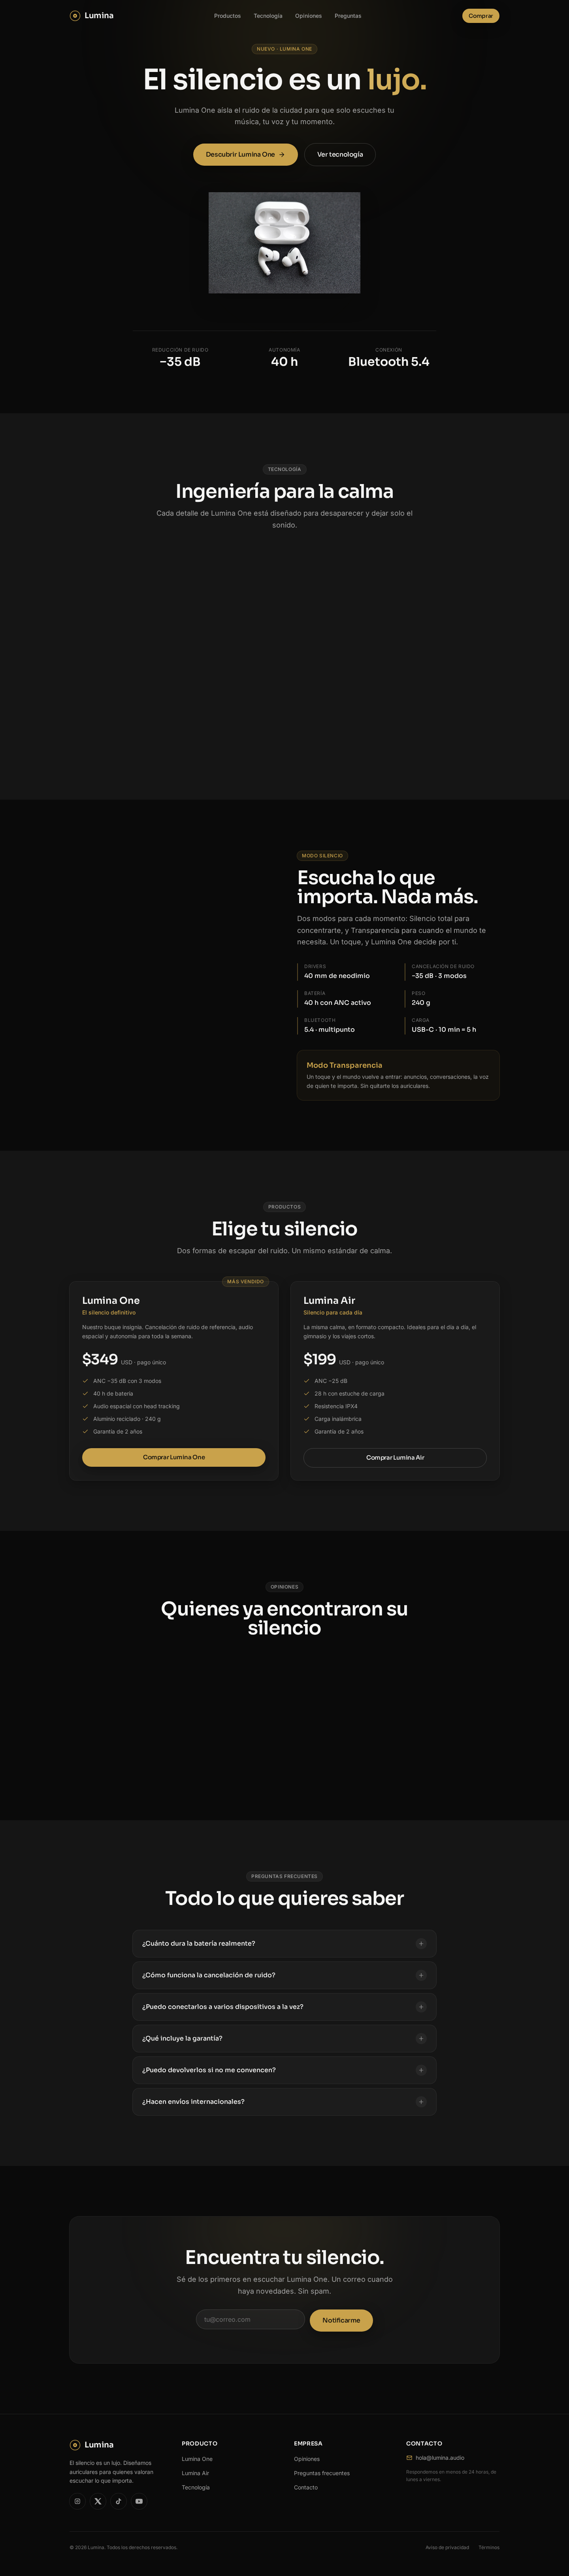 Lumina
Productos
Tecnología
Opiniones
Preguntas
Comprar
NUEVO · LUMINA ONE
El silencio es un lujo.
Lumina One aísla el ruido de la ciudad para que solo escuches tu
música, tu voz y tu momento.
Descubrir Lumina One →
Ver tecnología
REDUCCIÓN DE RUIDO
−35 dB
AUTONOMÍA
40 h
CONEXIÓN
Bluetooth 5.4
TECNOLOGÍA
Ingeniería para la calma
Cada detalle de Lumina One está diseñado para desaparecer y dejar solo el
sonido.
MODO SILENCIO
Escucha lo que
importa. Nada más.
Dos modos para cada momento: Silencio total para
concentrarte, y Transparencia para cuando el mundo te
necesita. Un toque, y Lumina One decide por ti.
DRIVERS
40 mm de neodimio
CANCELACIÓN DE RUIDO
−35 dB · 3 modos
BATERÍA
40 h con ANC activo
PESO
240 g
BLUETOOTH
5.4 · multipunto
CARGA
USB-C · 10 min = 5 h
Modo Transparencia
Un toque y el mundo vuelve a entrar: anuncios, conversaciones, la voz
de quien te importa. Sin quitarte los auriculares.
PRODUCTOS
Elige tu silencio
Dos formas de escapar del ruido. Un mismo estándar de calma.
MÁS VENDIDO
Lumina One
El silencio definitivo
Nuestro buque insignia. Cancelación de ruido de referencia, audio
espacial y autonomía para toda la semana.
$349 USD · pago único
ANC −35 dB con 3 modos
40 h de batería
Audio espacial con head tracking
Aluminio reciclado · 240 g
Garantía de 2 años
Comprar Lumina One
Lumina Air
Silencio para cada día
La misma calma, en formato compacto. Ideales para el día a día, el
gimnasio y los viajes cortos.
$199 USD · pago único
ANC −25 dB
28 h con estuche de carga
Resistencia IPX4
Carga inalámbrica
Garantía de 2 años
Comprar Lumina Air
OPINIONES
Quienes ya encontraron su
silencio
PREGUNTAS FRECUENTES
Todo lo que quieres saber
¿Cuánto dura la batería realmente?
¿Cómo funciona la cancelación de ruido?
¿Puedo conectarlos a varios dispositivos a la vez?
¿Qué incluye la garantía?
¿Puedo devolverlos si no me convencen?
¿Hacen envíos internacionales?
Encuentra tu silencio.
Sé de los primeros en escuchar Lumina One. Un correo cuando
haya novedades. Sin spam.
tu@correo.com
Notificarme
Lumina
El silencio es un lujo. Diseñamos
auriculares para quienes valoran
escuchar lo que importa.
PRODUCTO
Lumina One
Lumina Air
Tecnología
EMPRESA
Opiniones
Preguntas frecuentes
Contacto
CONTACTO
hola@lumina.audio
Respondemos en menos de 24 horas, de
lunes a viernes.
© 2026 Lumina. Todos los derechos reservados.
Aviso de privacidad
Términos